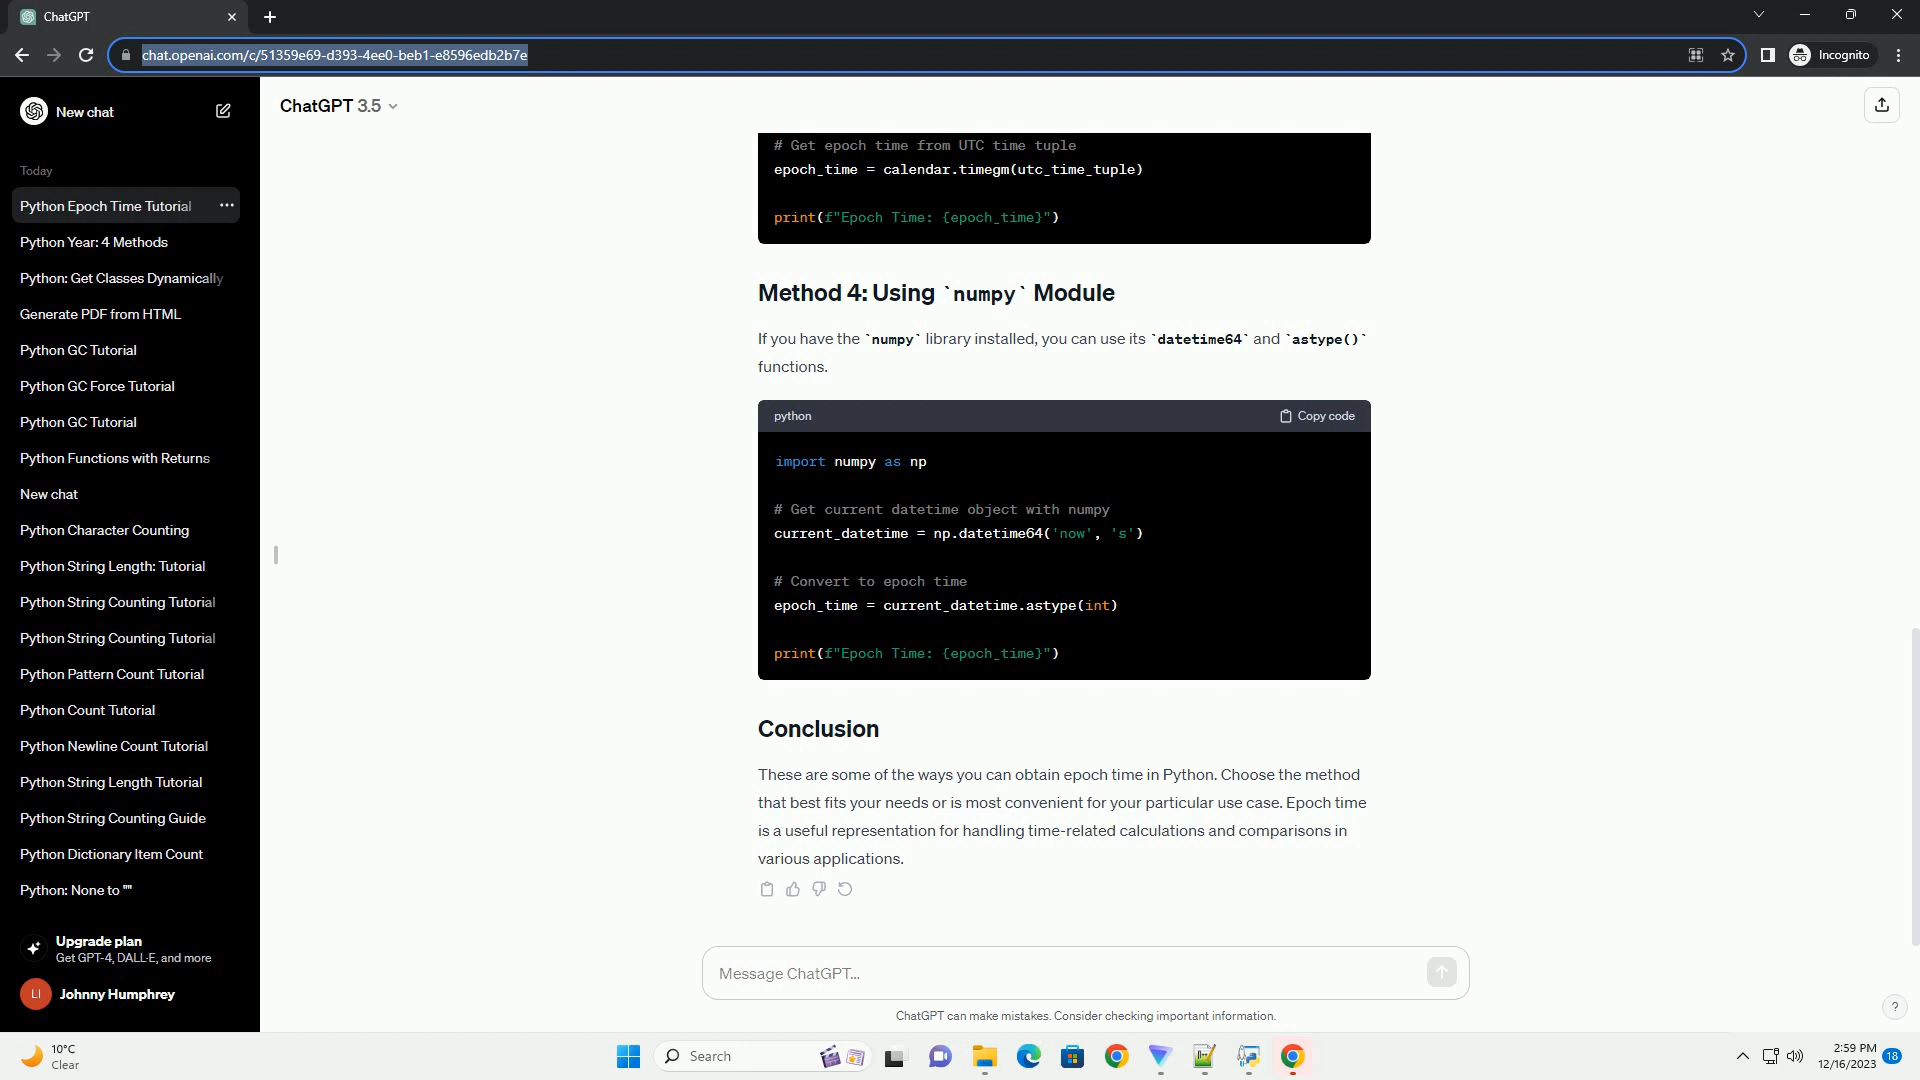 ChatGPT
chat.openai.com/c/51359e69-d393-4ee0-beb1-e8596edb2b7e
Incognito
New chat
Today
Python Epoch Time Tutorial
Python Year: 4 Methods
Python: Get Classes Dynamically
Generate PDF from HTML
Python GC Tutorial
Python GC Force Tutorial
Python GC Tutorial
Python Functions with Returns
New chat
Python Character Counting
Python String Length: Tutorial
Python String Counting Tutorial
Python String Counting Tutorial
Python Pattern Count Tutorial
Python Count Tutorial
Python Newline Count Tutorial
Python String Length Tutorial
Python String Counting Guide
Python Dictionary Item Count
Python: None to ""
Upgrade plan
Get GPT-4, DALL·E, and more
LI
Johnny Humphrey
ChatGPT 3.5
# Get epoch time from UTC time tuple
epoch_time = calendar.timegm(utc_time_tuple)
print(f"Epoch Time: {epoch_time}")
Method 4: Using `numpy` Module
If you have the `numpy` library installed, you can use its `datetime64` and `astype()`
functions.
python
Copy code
import numpy as np
# Get current datetime object with numpy
current_datetime = np.datetime64('now', 's')
# Convert to epoch time
epoch_time = current_datetime.astype(int)
print(f"Epoch Time: {epoch_time}")
Conclusion
These are some of the ways you can obtain epoch time in Python. Choose the method
that best fits your needs or is most convenient for your particular use case. Epoch time
is a useful representation for handling time-related calculations and comparisons in
various applications.
Message ChatGPT...
ChatGPT can make mistakes. Consider checking important information.
?
10°C
Clear
Search
2:59 PM
12/16/2023
18